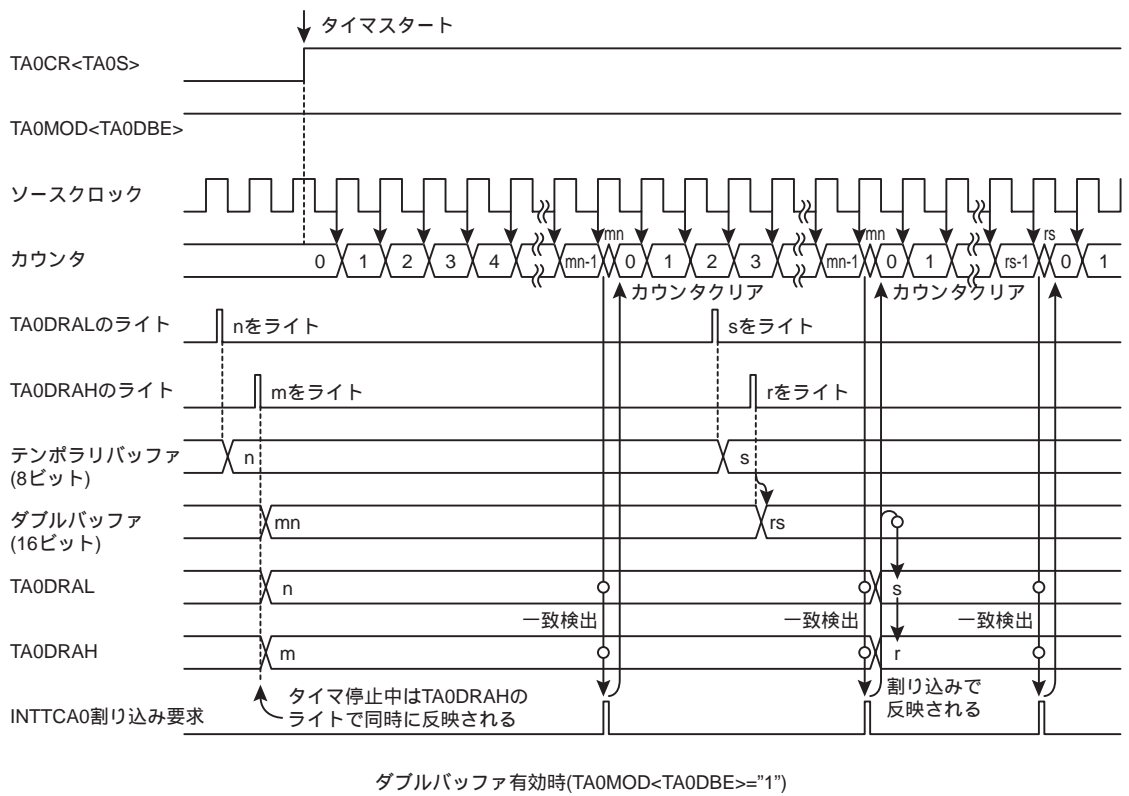 タイマスタート
TA0CR<TA0S>
TA0MOD<TA0DBE>
ソースクロック
mn mn rs
カウンタ 0 1 2 3 4 mn-1 0 1 2 3 mn-1 0 1 rs-1 0 1
カウンタクリア カウンタクリア
TA0DRALのライト nをライト sをライト
TA0DRAHのライト mをライト rをライト
テンポラリバッファ n s
(8ビット)
ダブルバッファ mn rs
(16ビット)
TA0DRAL n s
一致検出 一致検出 一致検出
TA0DRAH m r
タイマ停止中はTA0DRAHの 割り込みで
INTTCA0割り込み要求 ライトで同時に反映される 反映される
ダブルバッファ有効時(TA0MOD<TA0DBE>="1")